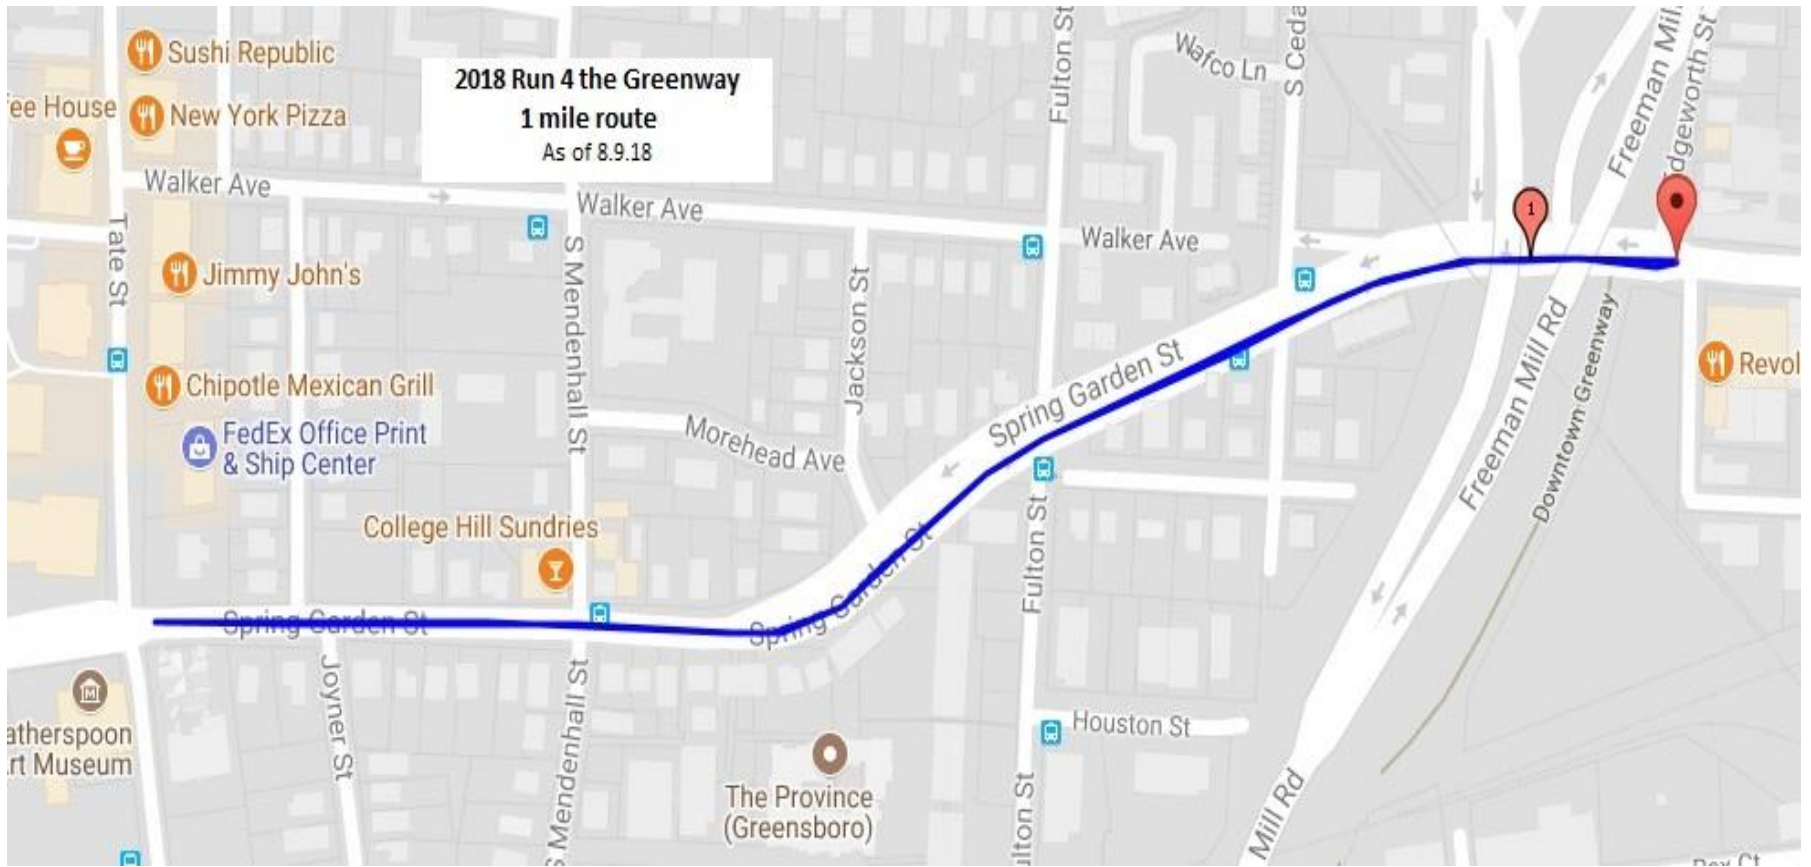 Sushi Republic
fee House
New York Pizza
2018 Run 4 the Greenway
1 mile route
As of 8.9.18
Fulton St
Wafco Ln
S Ceda
Freeman Mil
dgeworth St
Walker Ave
Walker Ave
Walker Ave
1
Tate St
Jimmy John's
S Mendenhall St
Jackson St
Chipotle Mexican Grill
FedEx Office Print
& Ship Center
Morehead Ave
Spring Garden St
Freeman Mill Rd
Downtown Greenway
Revol
College Hill Sundries
Spring Garden St
Spring Garden St
Fulton St
Joyner St
S Mendenhall St
Houston St
atherspoon
rt Museum
The Province
(Greensboro)
ulton St
Mill Rd